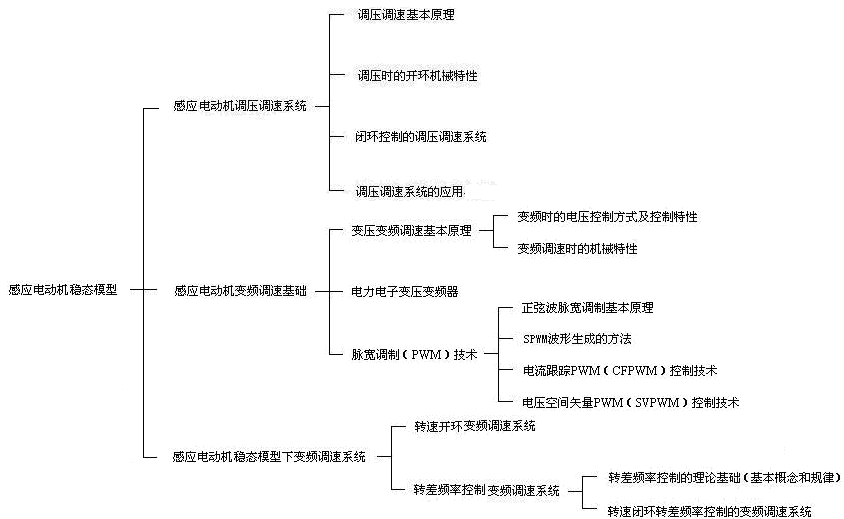 感应电动机稳态模型
感应电动机调压调速系统
调压调速基本原理
调压时的开环机械特性
闭环控制的调压调速系统
调压调速系统的应用
感应电动机变频调速基础
变压变频调速基本原理
变频时的电压控制方式及控制特性
变频调速时的机械特性
电力电子变压变频器
脉宽调制(PWM)技术
正弦波脉宽调制基本原理
SPWM波形生成的方法
电流跟踪PWM(CFPWM)控制技术
电压空间矢量PWM(SVPWM)控制技术
感应电动机稳态模型下变频调速系统
转速开环变频调速系统
转差频率控制变频调速系统
转差频率控制的理论基础(基本概念和规律)
转速闭环转差频率控制的变频调速系统